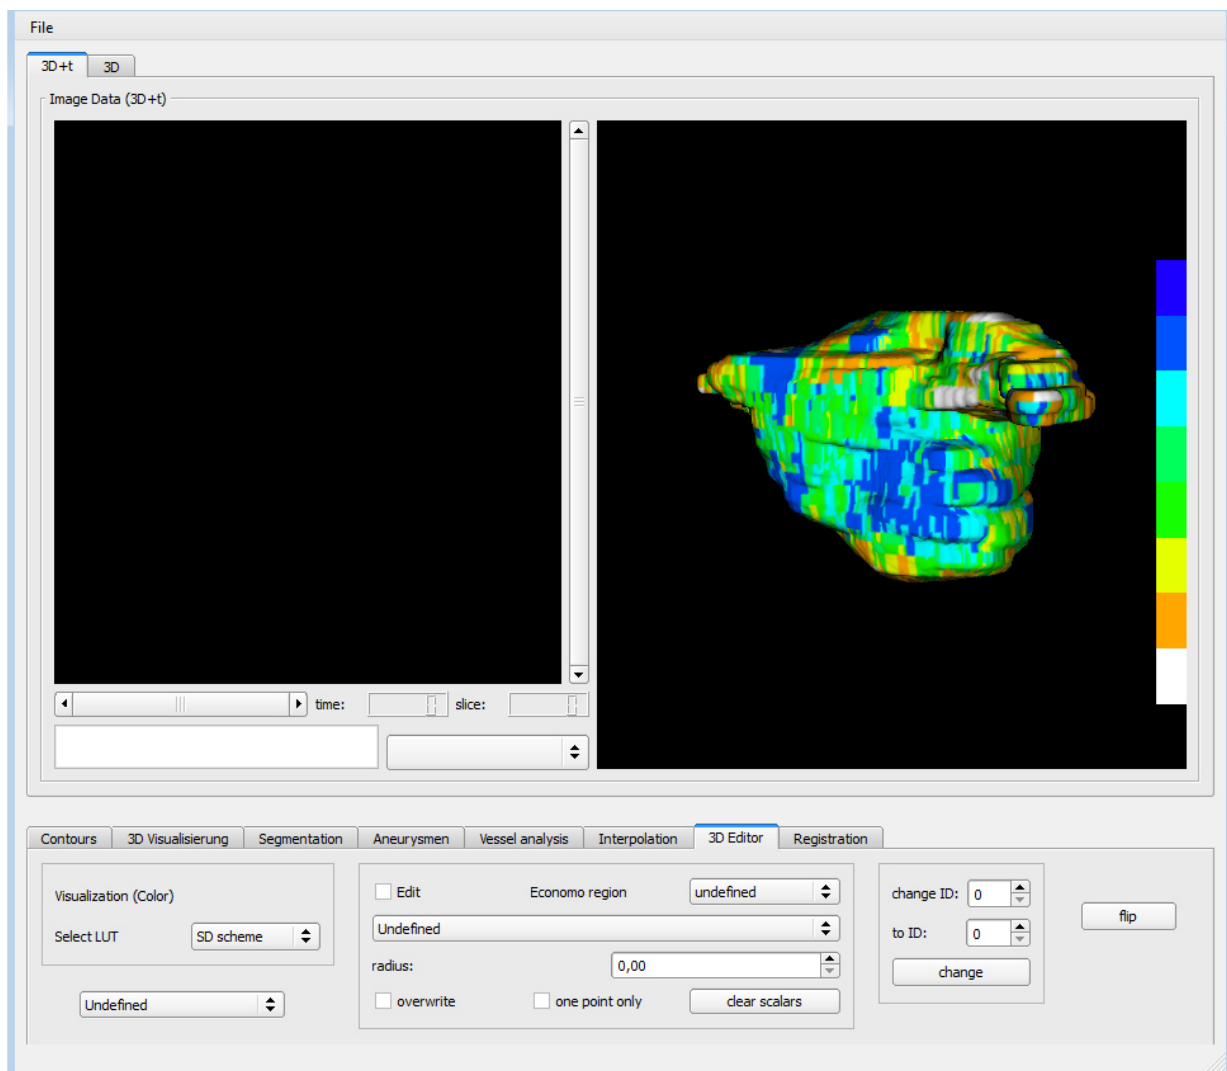 File
3D+t 3D
Image Data (3D+t)
time: 0 slice: 0
Contours 3D Visualisierung Segmentation Aneurysmen Vessel analysis Interpolation 3D Editor Registration
Visualization (Color)
Select LUT SD scheme
Undefined
Edit Economo region undefined
Undefined
radius: 0,00
overwrite one point only clear scalars
change ID: 0
to ID: 0
change
flip